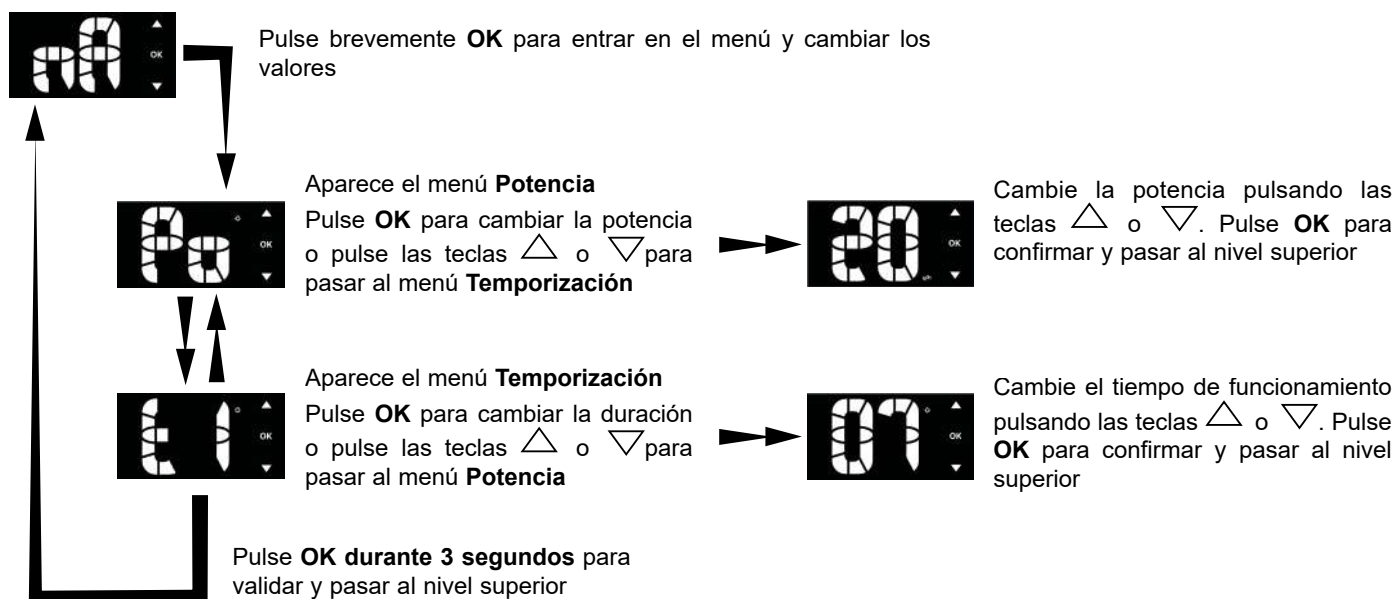 nA
OK
Pulse brevemente OK para entrar en el menú y cambiar los
valores
Aparece el menú Potencia
Pulse OK para cambiar la potencia
o pulse las teclas △ o ▽ para
pasar al menú Temporización
Po
OK
20
OK
Cambie la potencia pulsando las
teclas △ o ▽. Pulse OK para
confirmar y pasar al nivel superior
Aparece el menú Temporización
Pulse OK para cambiar la duración
o pulse las teclas △ o ▽ para
pasar al menú Potencia
t1
OK
07
OK
Cambie el tiempo de funcionamiento
pulsando las teclas △ o ▽. Pulse
OK para confirmar y pasar al nivel
superior
Pulse OK durante 3 segundos para
validar y pasar al nivel superior